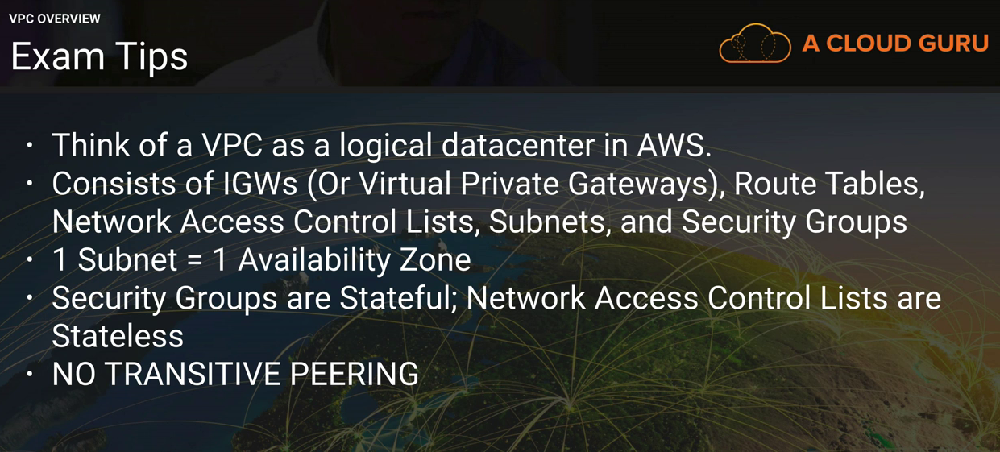 VPC OVERVIEW
Exam Tips
A CLOUD GURU
• Think of a VPC as a logical datacenter in AWS.
• Consists of IGWs (Or Virtual Private Gateways), Route Tables,
Network Access Control Lists, Subnets, and Security Groups
• 1 Subnet = 1 Availability Zone
• Security Groups are Stateful; Network Access Control Lists are
Stateless
• NO TRANSITIVE PEERING